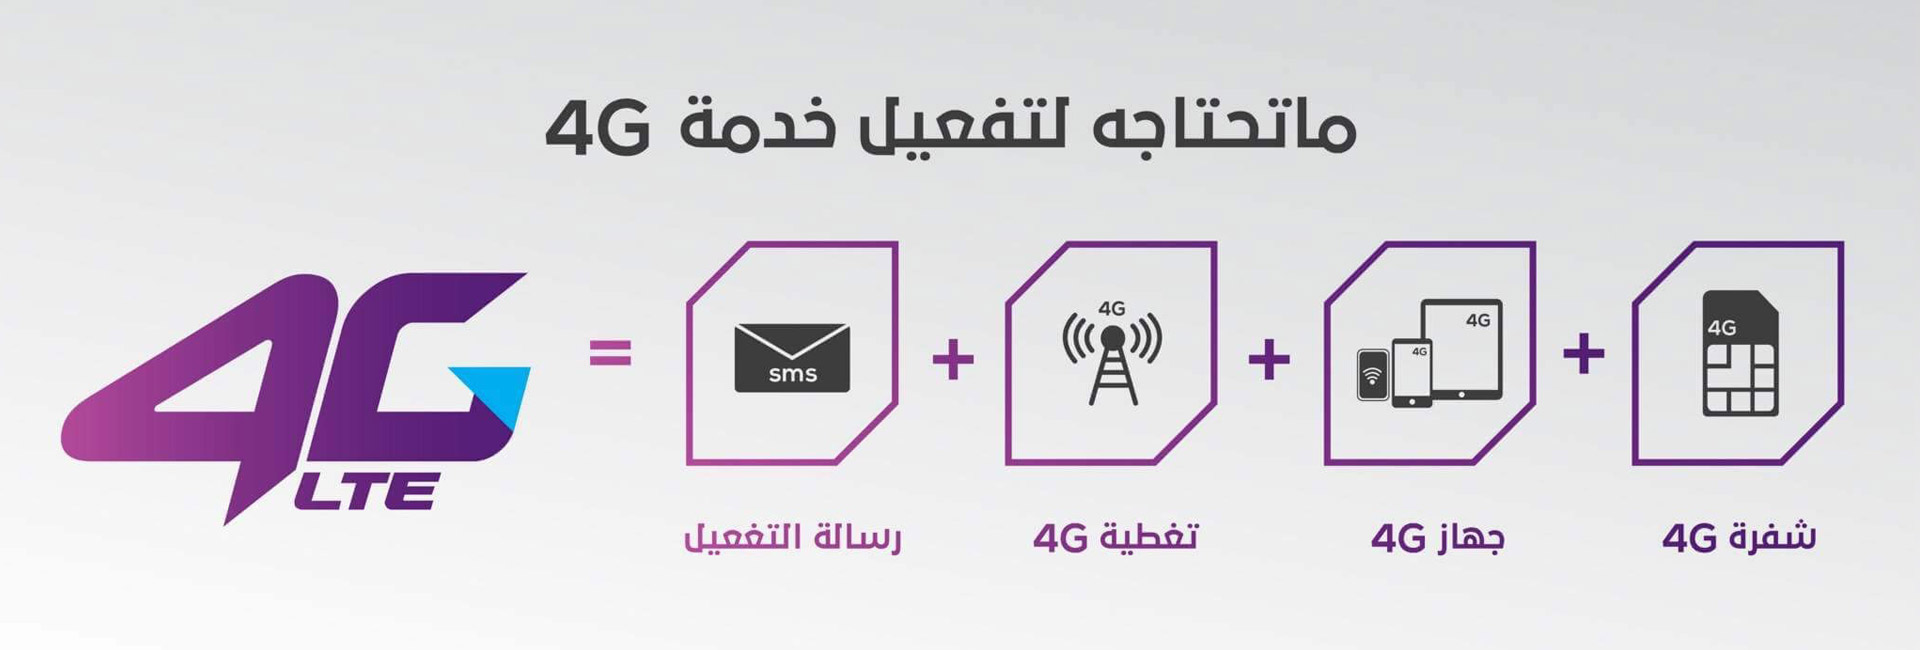 ماتحتاجه لتفعيل خدمة 4G
4G
4G
4G
4G
sms
شفرة 4G
جهاز 4G
تغطية 4G
رسالة التفعيل
4G
LTE
+
+
+
=